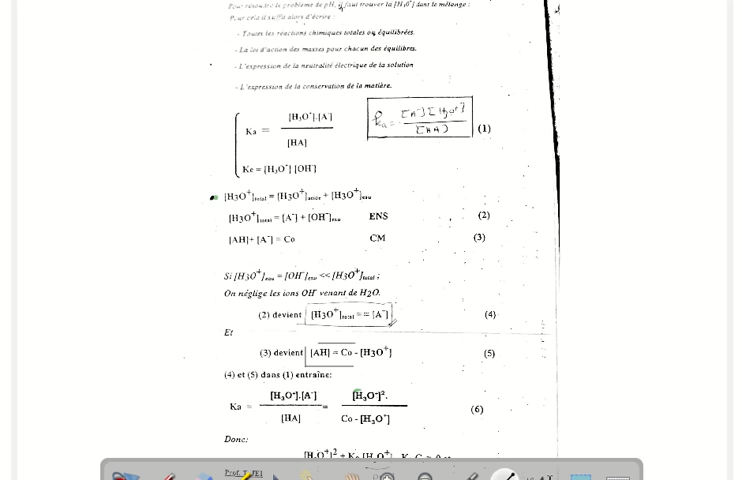 Pour résoudre le problème de pH, il faut trouver la [H₃O⁺] dans le mélange :
Pour cela il suffit alors d'écrire :
- Toutes les réactions chimiques totales ou équilibrées.
- La loi d'action des masses pour chacun des équilibres.
- L'expression de la neutralité électrique de la solution
- L'expression de la conservation de la matière.
Ka = [H₃O⁺].[A⁻] / [HA] Ka = [A⁻][H₃O⁺] / [HA] (1)
Ke = [H₃O⁺] [OH⁻]
[H3O⁺]total = [H3O⁺]acide + [H3O⁺]eau
[H3O⁺]total = [A⁻] + [OH⁻]eau ENS (2)
[AH]+ [A⁻] = Co CM (3)
Si [H3O⁺]eau = [OH⁻]eau << [H3O⁺]total ;
On néglige les ions OH⁻ venant de H2O.
(2) devient [H3O⁺]total = = [A⁻] (4)
Et
(3) devient [AH] = Co - [H3O⁺] (5)
(4) et (5) dans (1) entraîne:
Ka = [H₃O⁺].[A⁻] / [HA] = [H₃O⁺]². / Co - [H₃O⁺] (6)
Donc: